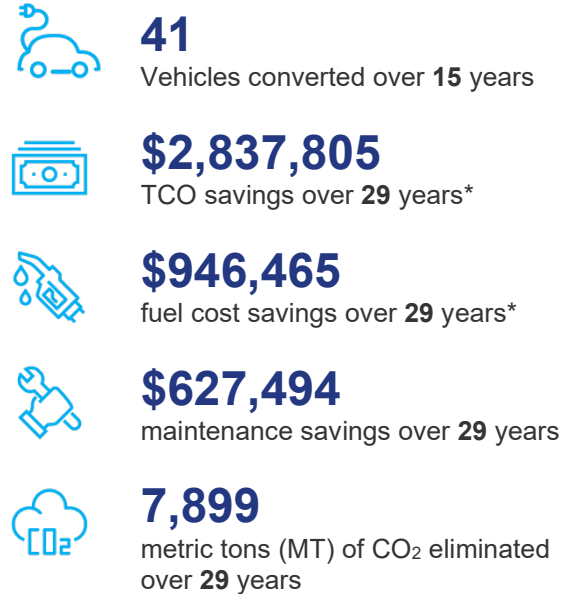 41
Vehicles converted over 15 years
$2,837,805
TCO savings over 29 years*
$946,465
fuel cost savings over 29 years*
$627,494
maintenance savings over 29 years
7,899
metric tons (MT) of CO₂ eliminated
over 29 years
CO₂